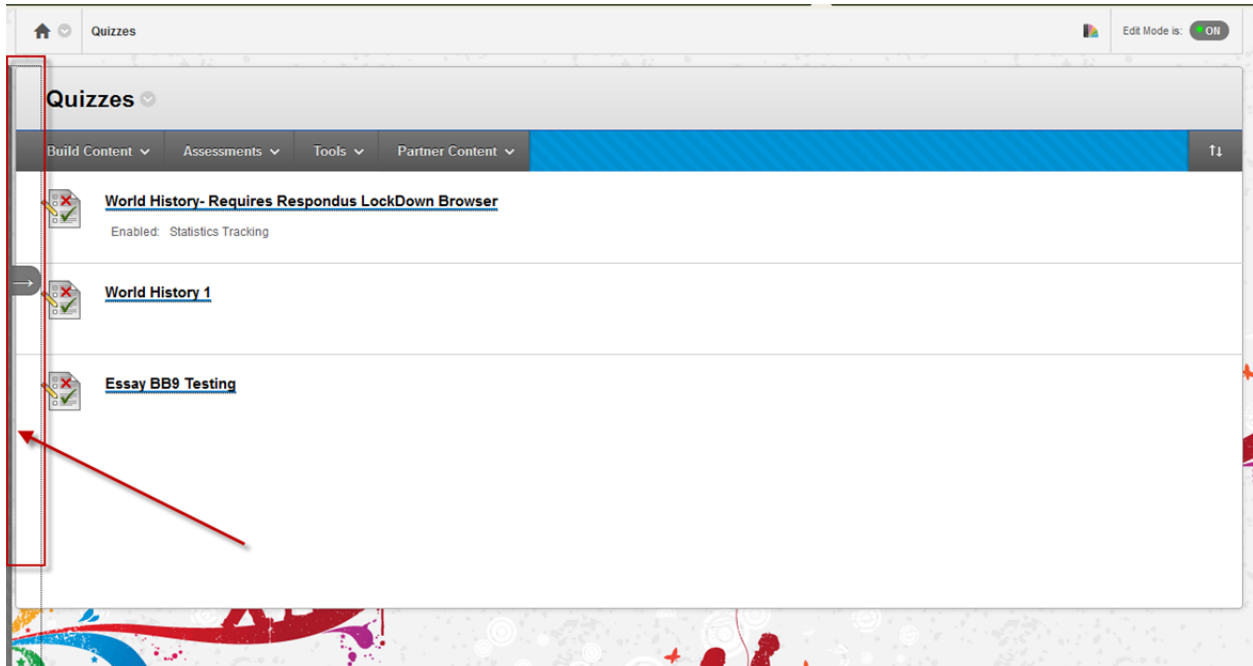 Quizzes
Edit Mode is: ON
Quizzes
Build Content Assessments Tools Partner Content
World History- Requires Respondus LockDown Browser
Enabled: Statistics Tracking
World History 1
Essay BB9 Testing